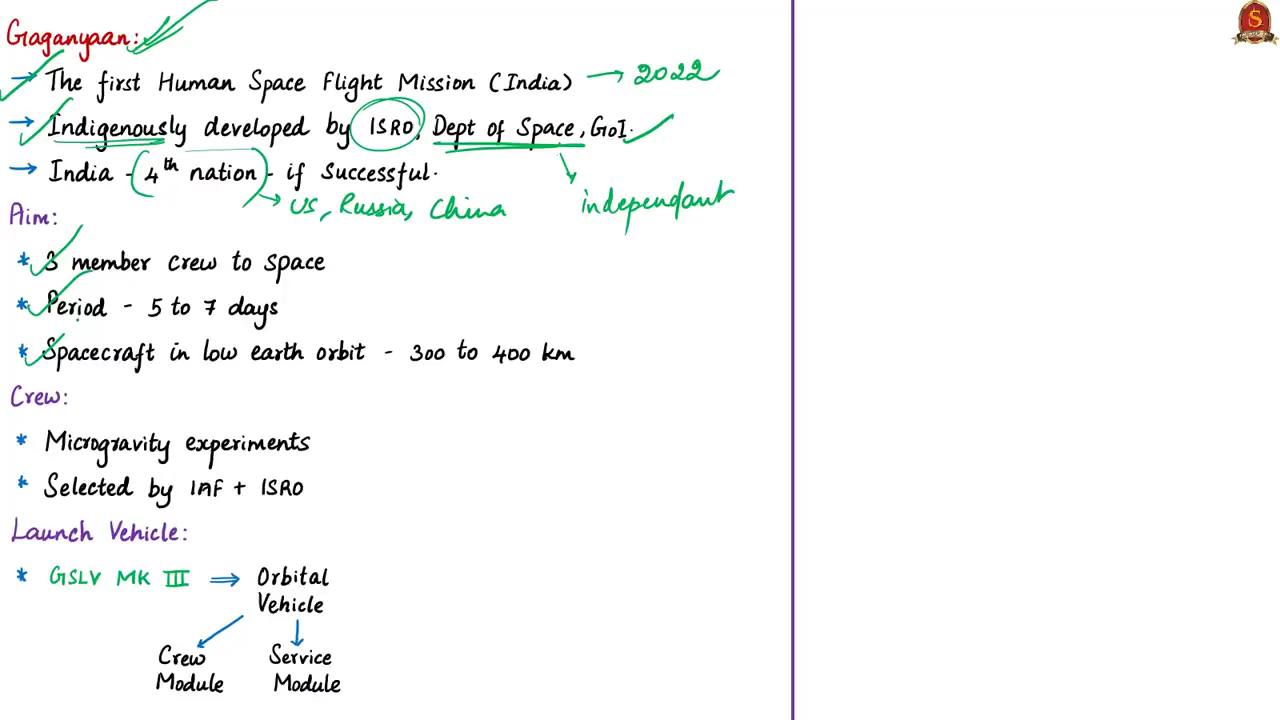 Gaganyaan:
→ The first Human Space Flight Mission (India) → 2022
→ Indigenously developed by ISRO, Dept of Space, GoI.
→ India - (4th nation) - if successful.
→ US, Russia, China
independant
Aim:
* 3 member crew to space
* Period - 5 to 7 days
* Spacecraft in low earth orbit - 300 to 400 km
Crew:
* Microgravity experiments
* Selected by IAF + ISRO
Launch Vehicle:
* GSLV MK III ⇒ Orbital
Vehicle
Crew Service
Module Module